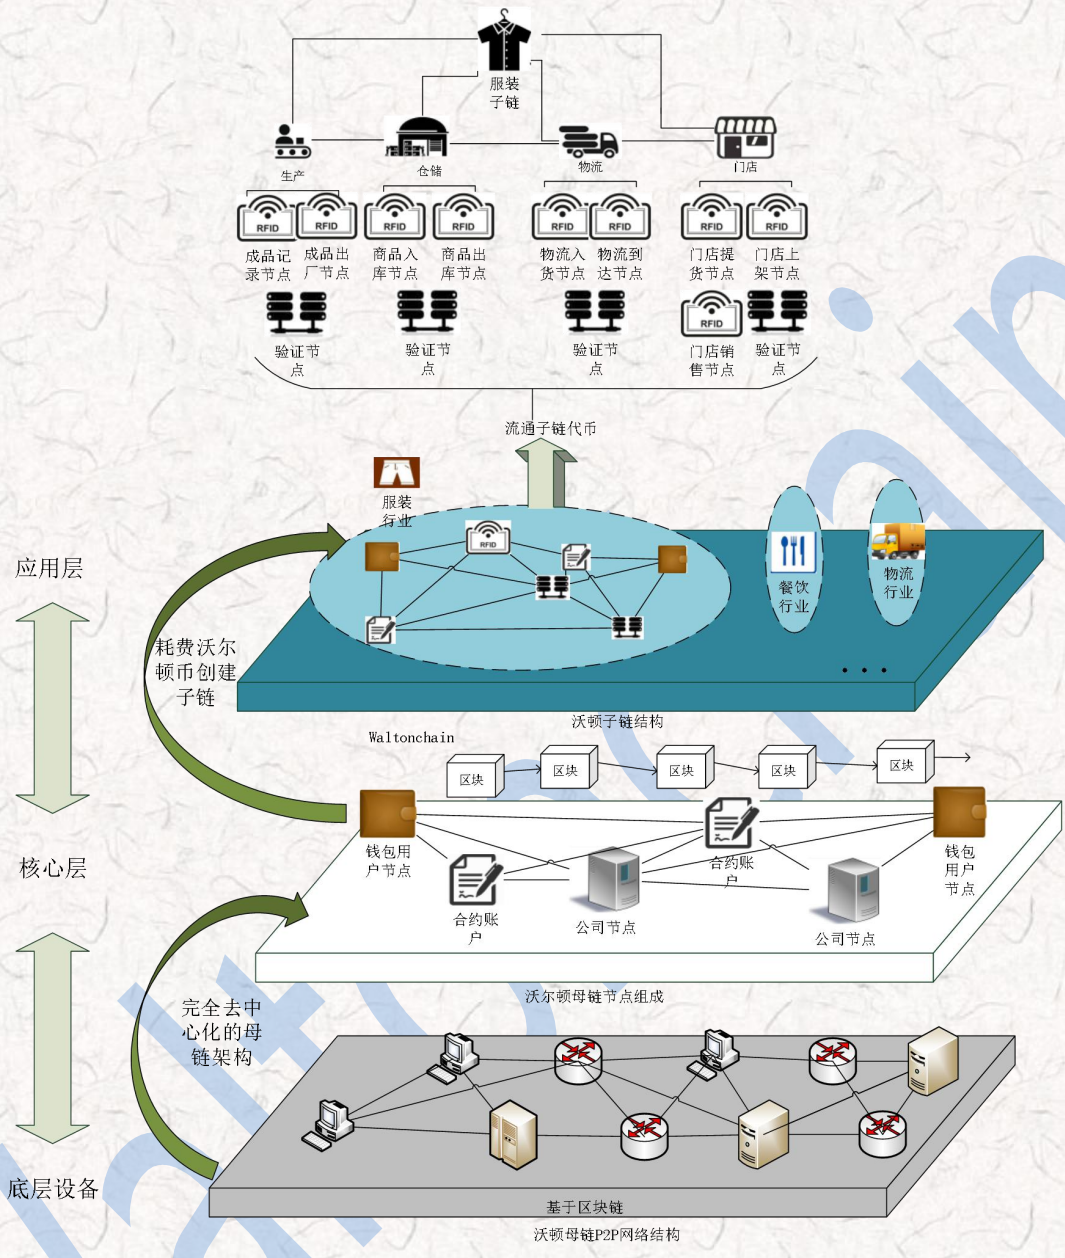 服装
子链
生产
仓储
物流
门店
RFID
RFID
RFID
RFID
RFID
RFID
RFID
RFID
成品记
录节点
成品出
厂节点
商品入
库节点
商品出
库节点
物流入
货节点
物流到
达节点
门店提
货节点
门店上
架节点
RFID
验证节
点
验证节
点
验证节
点
门店销
售节点
验证节
点
流通子链代币
服装
行业
RFID
餐饮
行业
物流
行业
应用层
耗费沃尔
顿币创建
子链
...
沃顿子链结构
Waltonchain
区块
区块
区块
区块
区块
核心层
钱包用
户节点
合约账
户
钱包
用户
节点
合约账
户
公司节点
公司节点
沃尔顿母链节点组成
完全去中
心化的母
链架构
底层设备
基于区块链
沃顿母链P2P网络结构